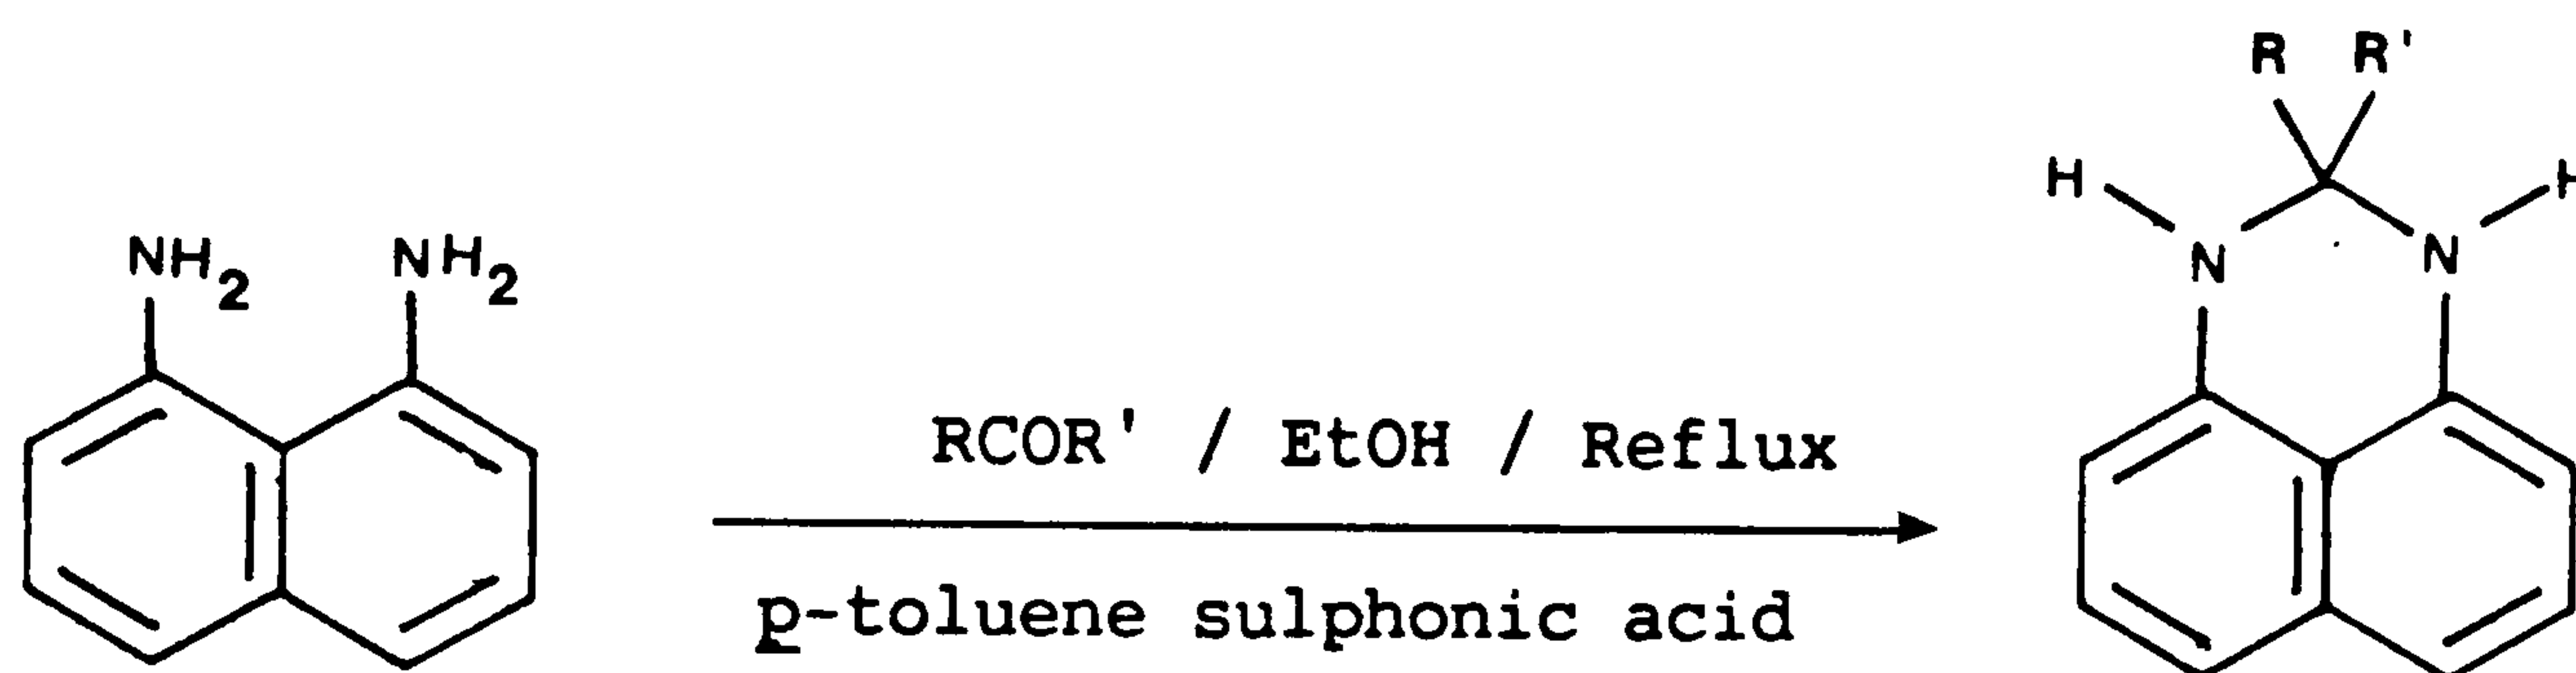 R R'
H H
N N
NH2 NH2
RCOR' / EtOH / Reflux
p-toluene sulphonic acid